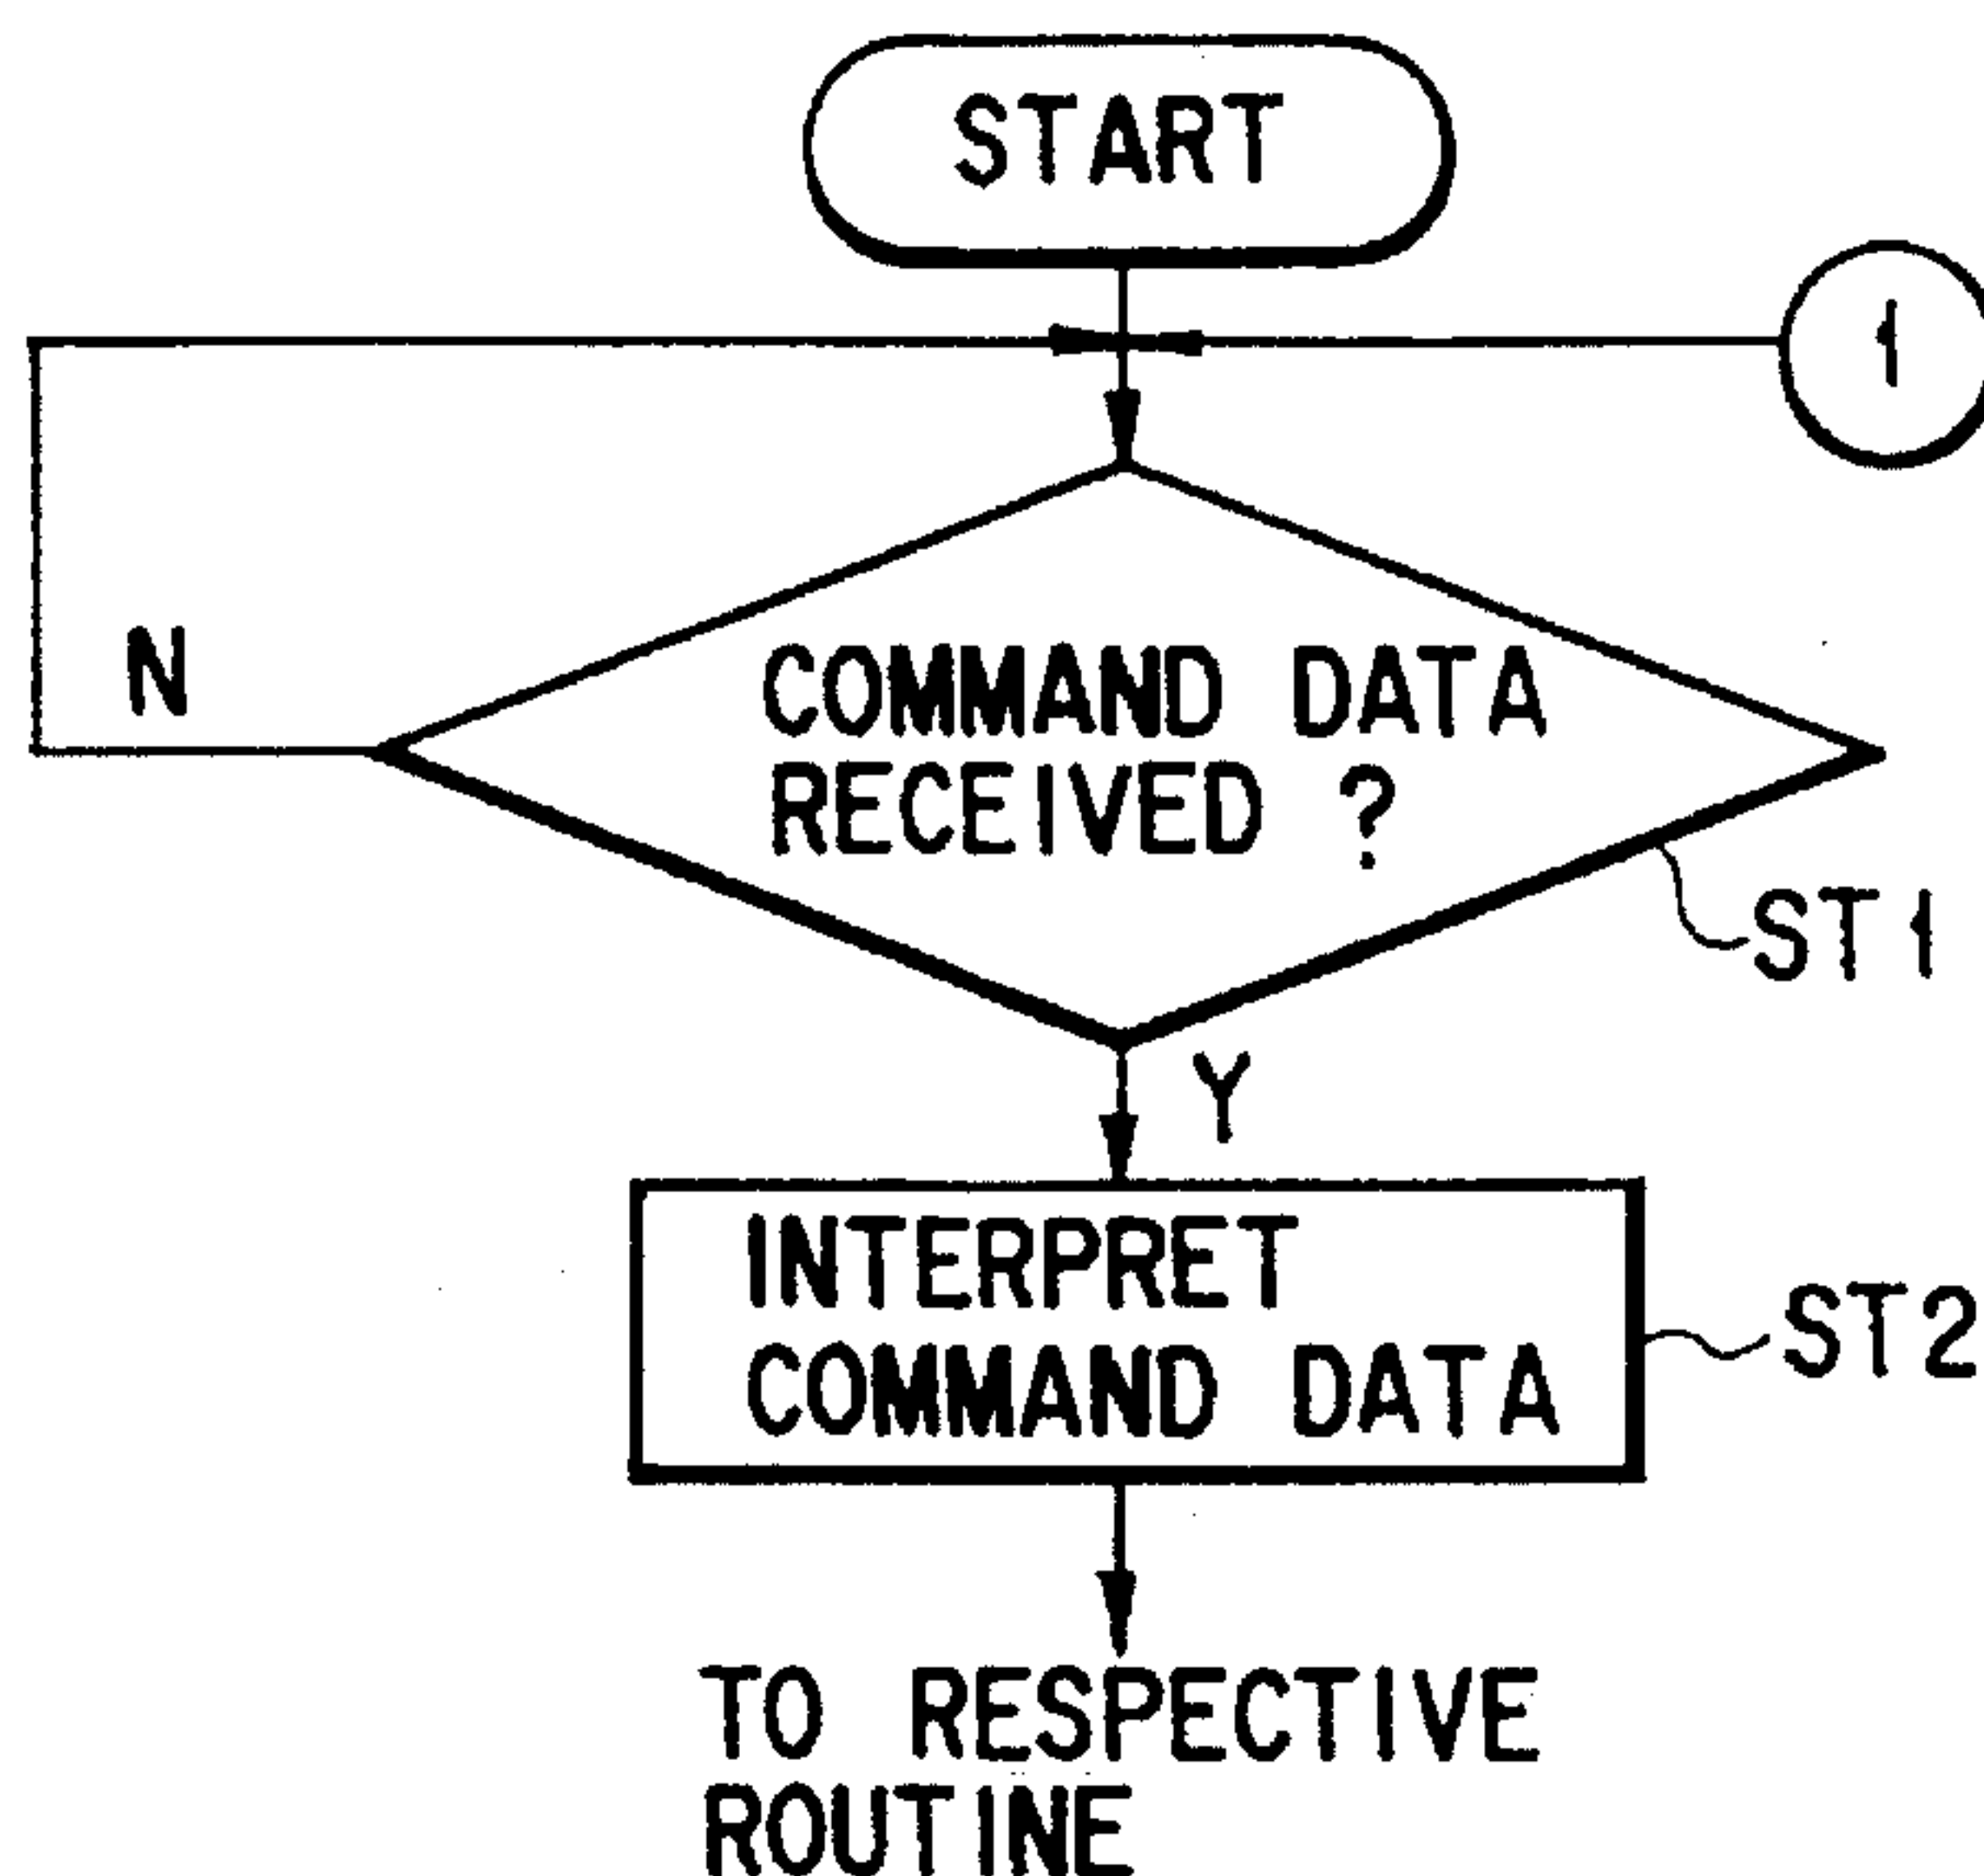 START
1
N
COMMAND DATA
RECEIVED ?
ST1
Y
INTERPRET
COMMAND DATA
ST2
TO RESPECTIVE
ROUTINE